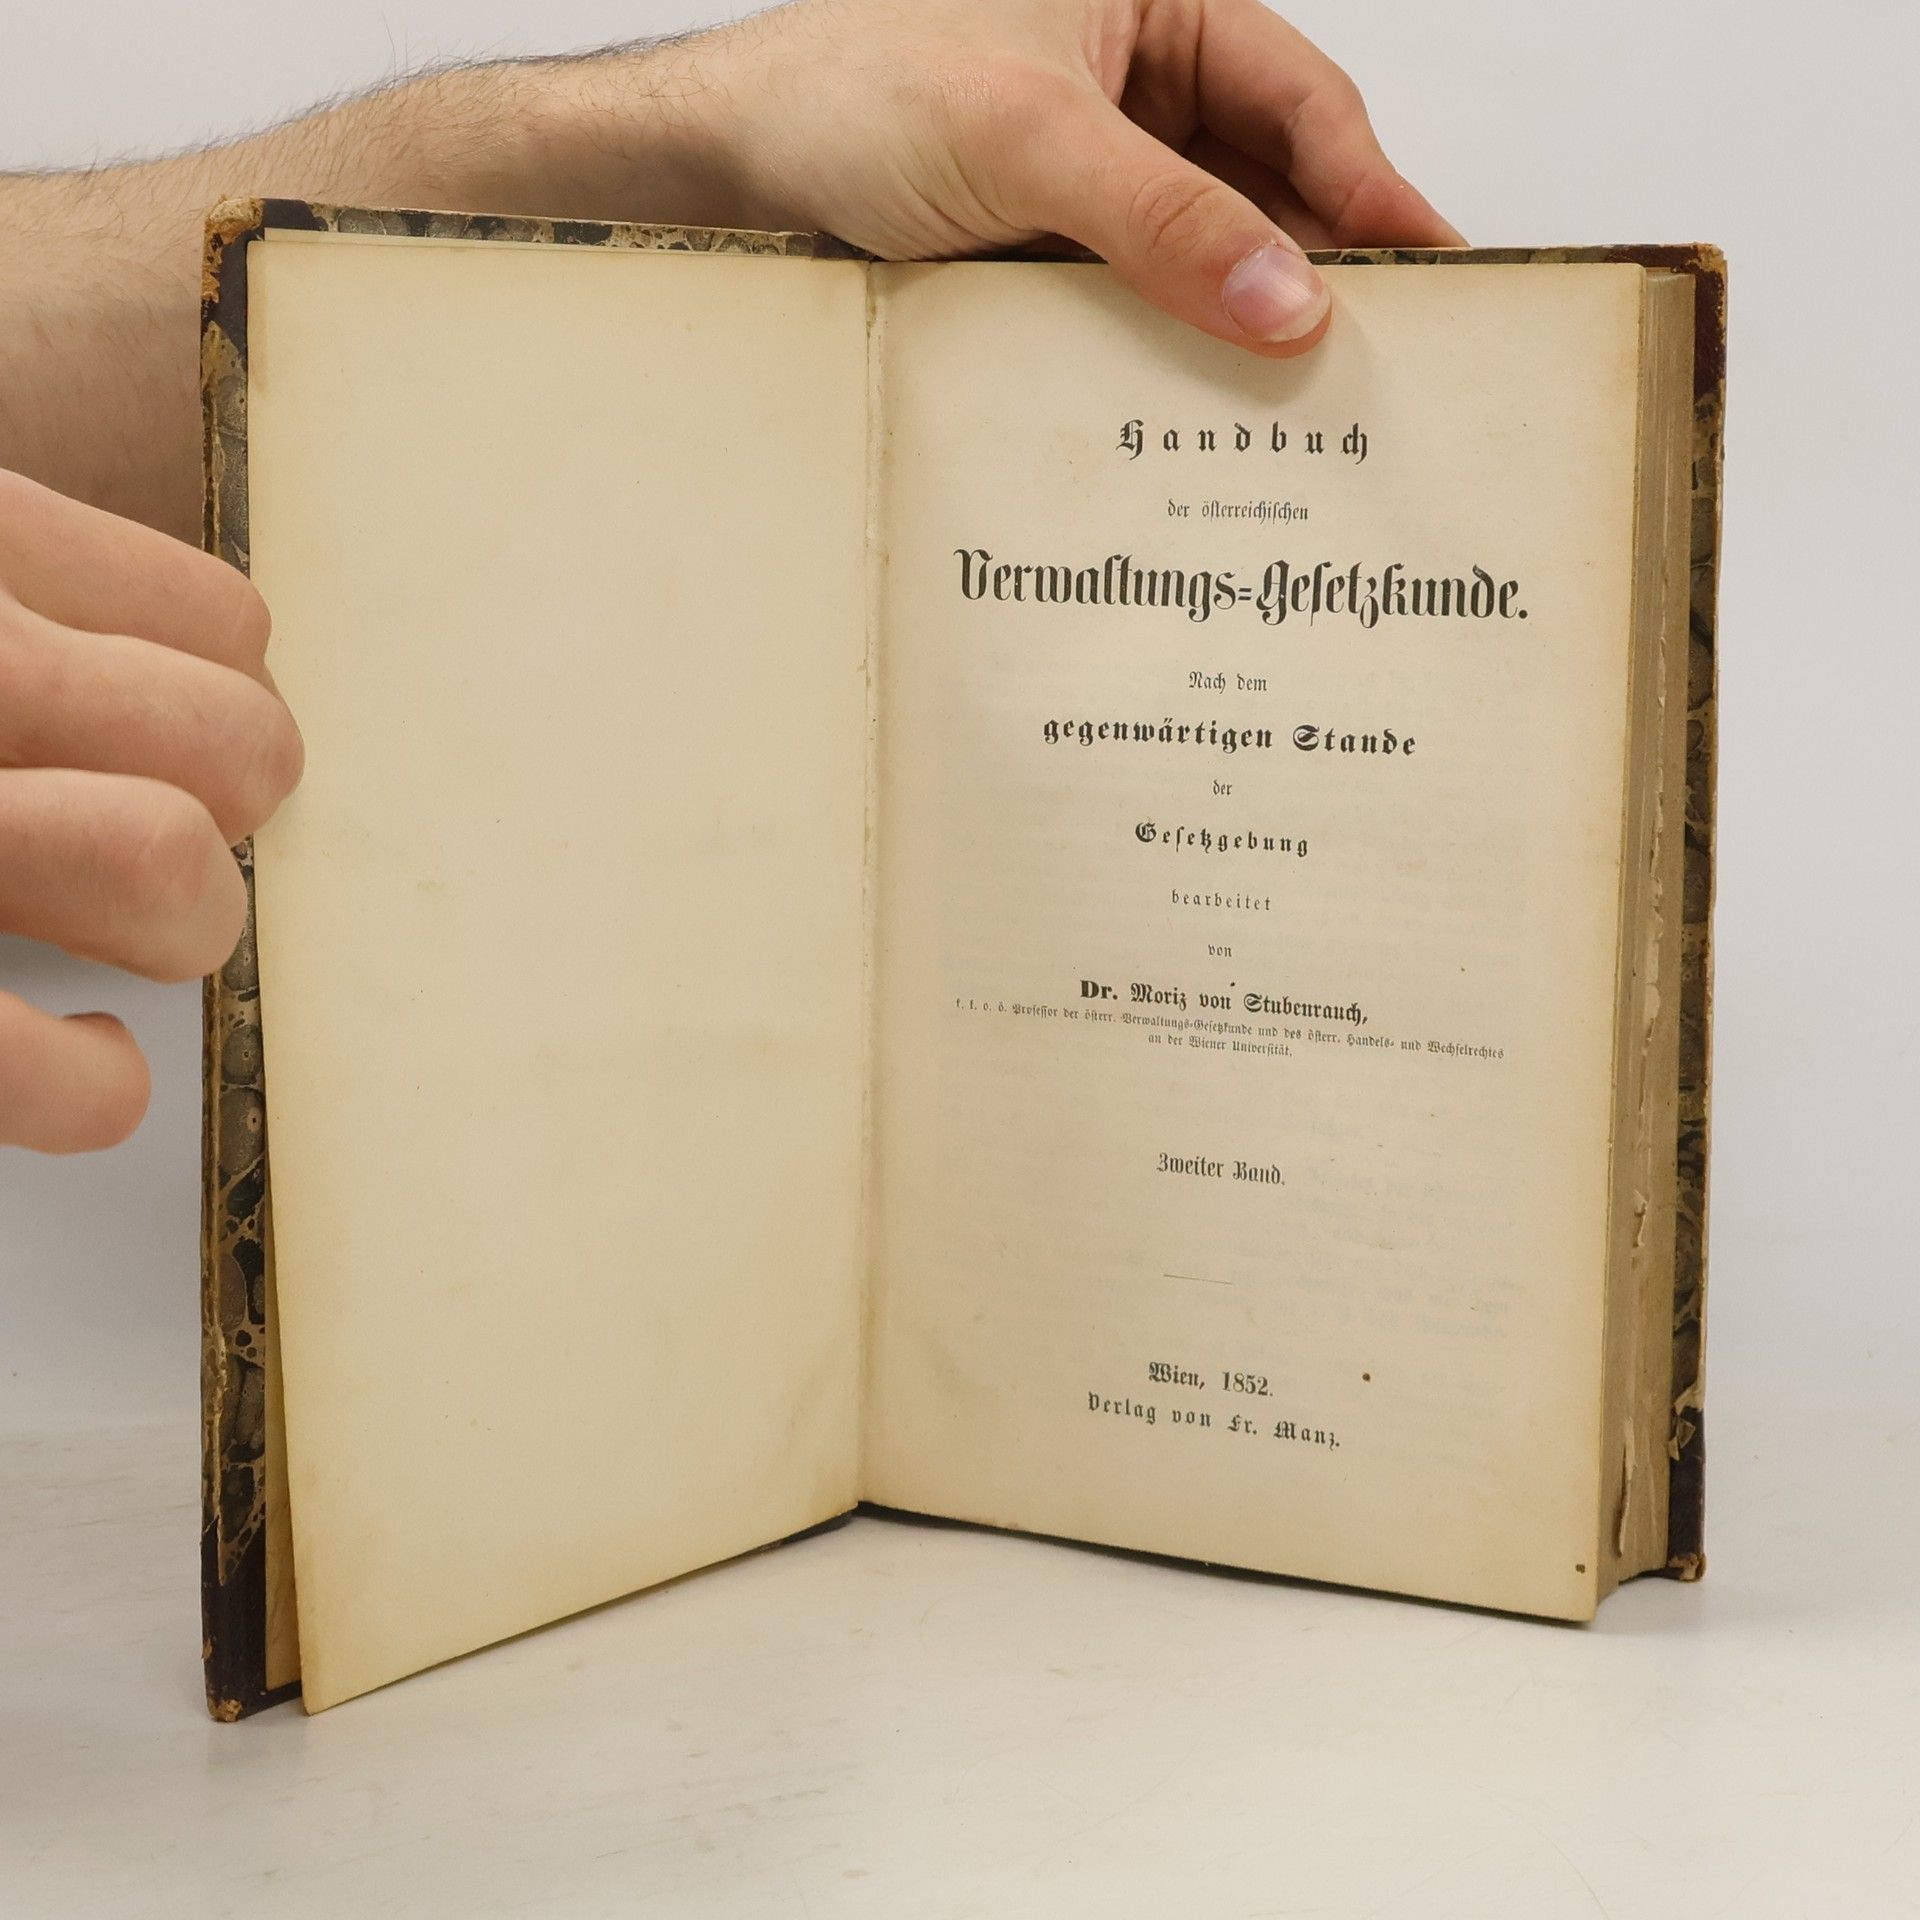 Handbuch
der öſterreichiſchen
Verwaltungs=Geſetzkunde.
Nach dem
gegenwärtigen Stande
der
Geſetzgebung
bearbeitet
von
Dr. Moriz von Stubenrauch,
k. k. o. ö. Profeſſor der öſterr. Verwaltungs=Geſetzkunde und des öſterr. Handels= und Wechſelrechtes
an der Wiener Univerſität.
Zweiter Band.
Wien, 1852.
Verlag von Fr. Manz.